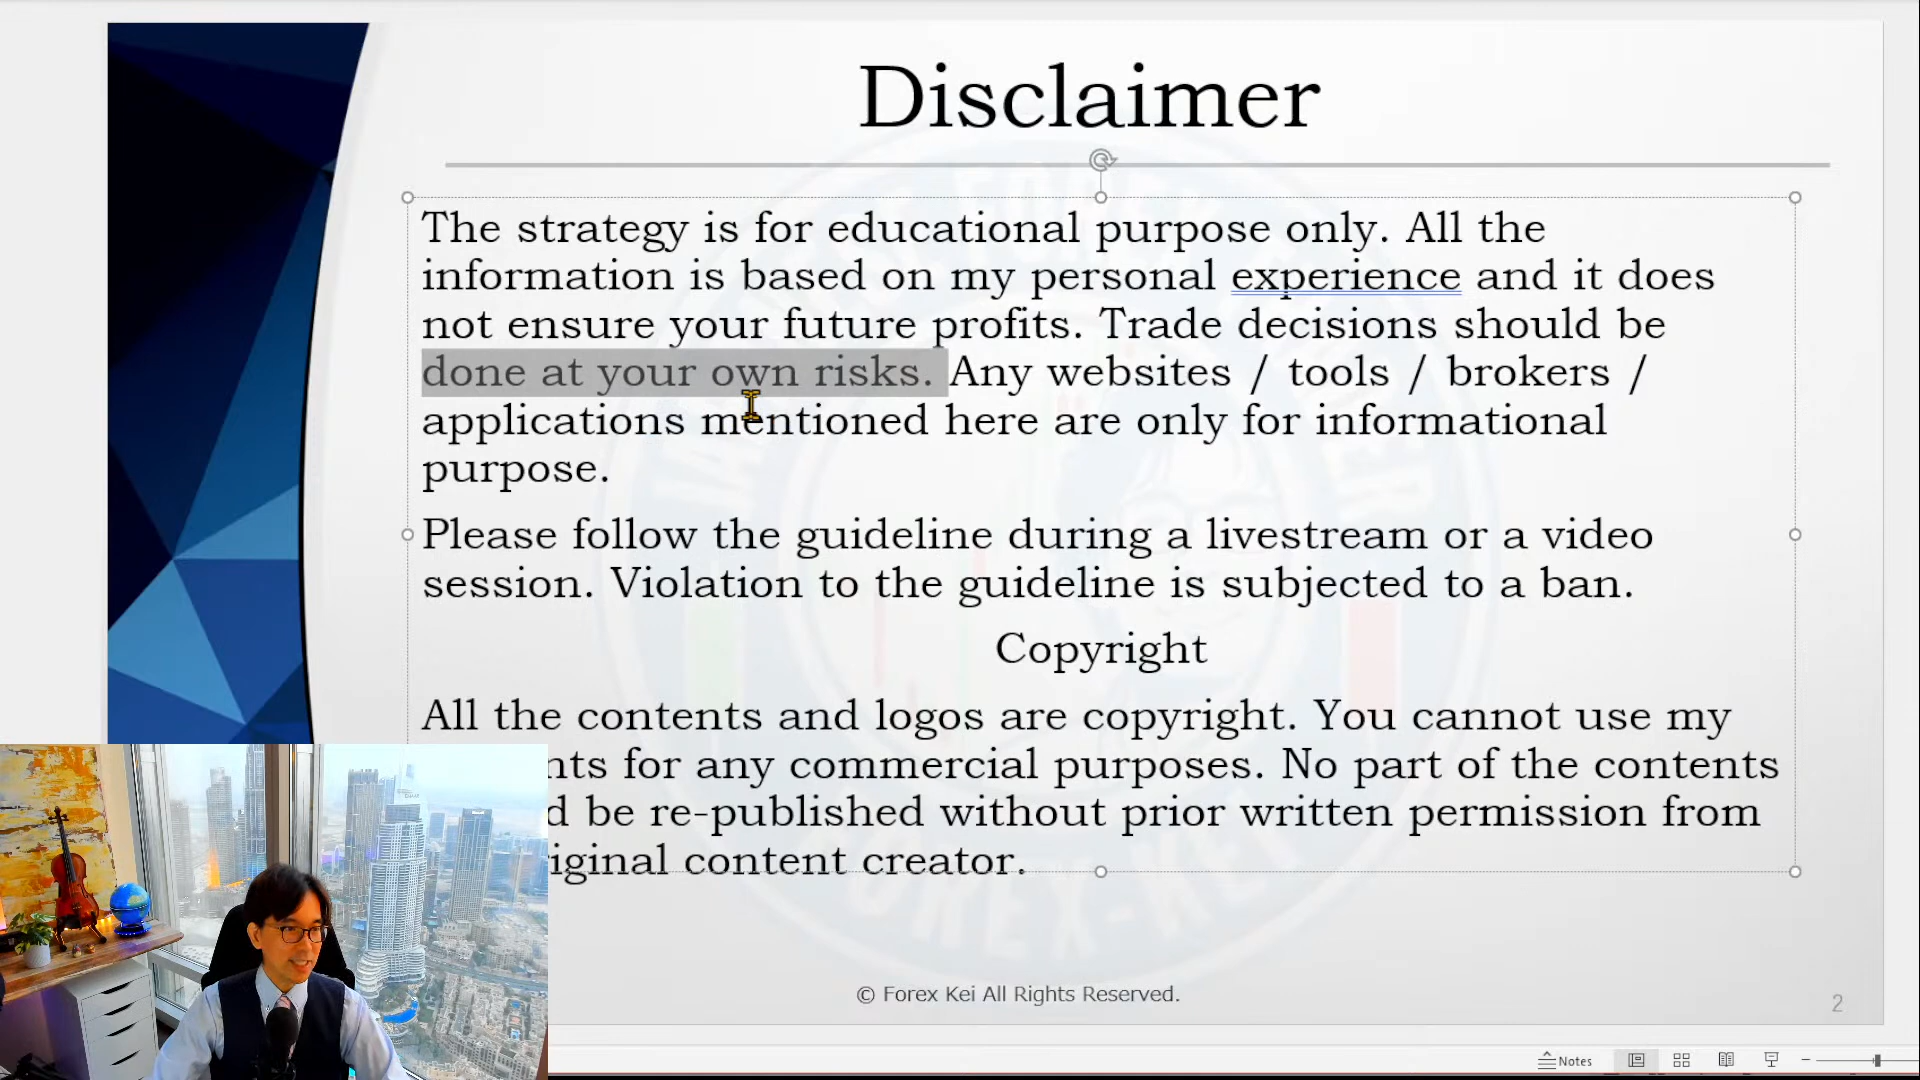 Disclaimer
The strategy is for educational purpose only. All the
information is based on my personal experience and it does
not ensure your future profits. Trade decisions should be
done at your own risks. Any websites / tools / brokers /
applications mentioned here are only for informational
purpose.
Please follow the guideline during a livestream or a video
session. Violation to the guideline is subjected to a ban.
Copyright
All the contents and logos are copyright. You cannot use my
for any commercial purposes. No part of the contents
be re-published without prior written permission from
content creator.
© Forex Kei All Rights Reserved.
2
Notes